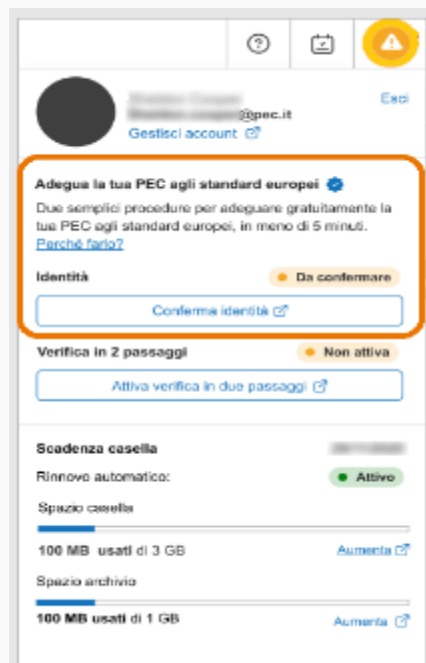 @pec.it
Esci
Gestisci account
Adegua la tua PEC agli standard europei
Due semplici procedure per adeguare gratuitamente la
tua PEC agli standard europei, in meno di 5 minuti.
Perché farlo?
Identità
Da confermare
Conferma identità
Verifica in 2 passaggi
Non attiva
Attiva verifica in due passaggi
Scadenza casella
Rinnovo automatico:
Attivo
Spazio casella
100 MB usati di 3 GB
Aumenta
Spazio archivio
100 MB usati di 1 GB
Aumenta